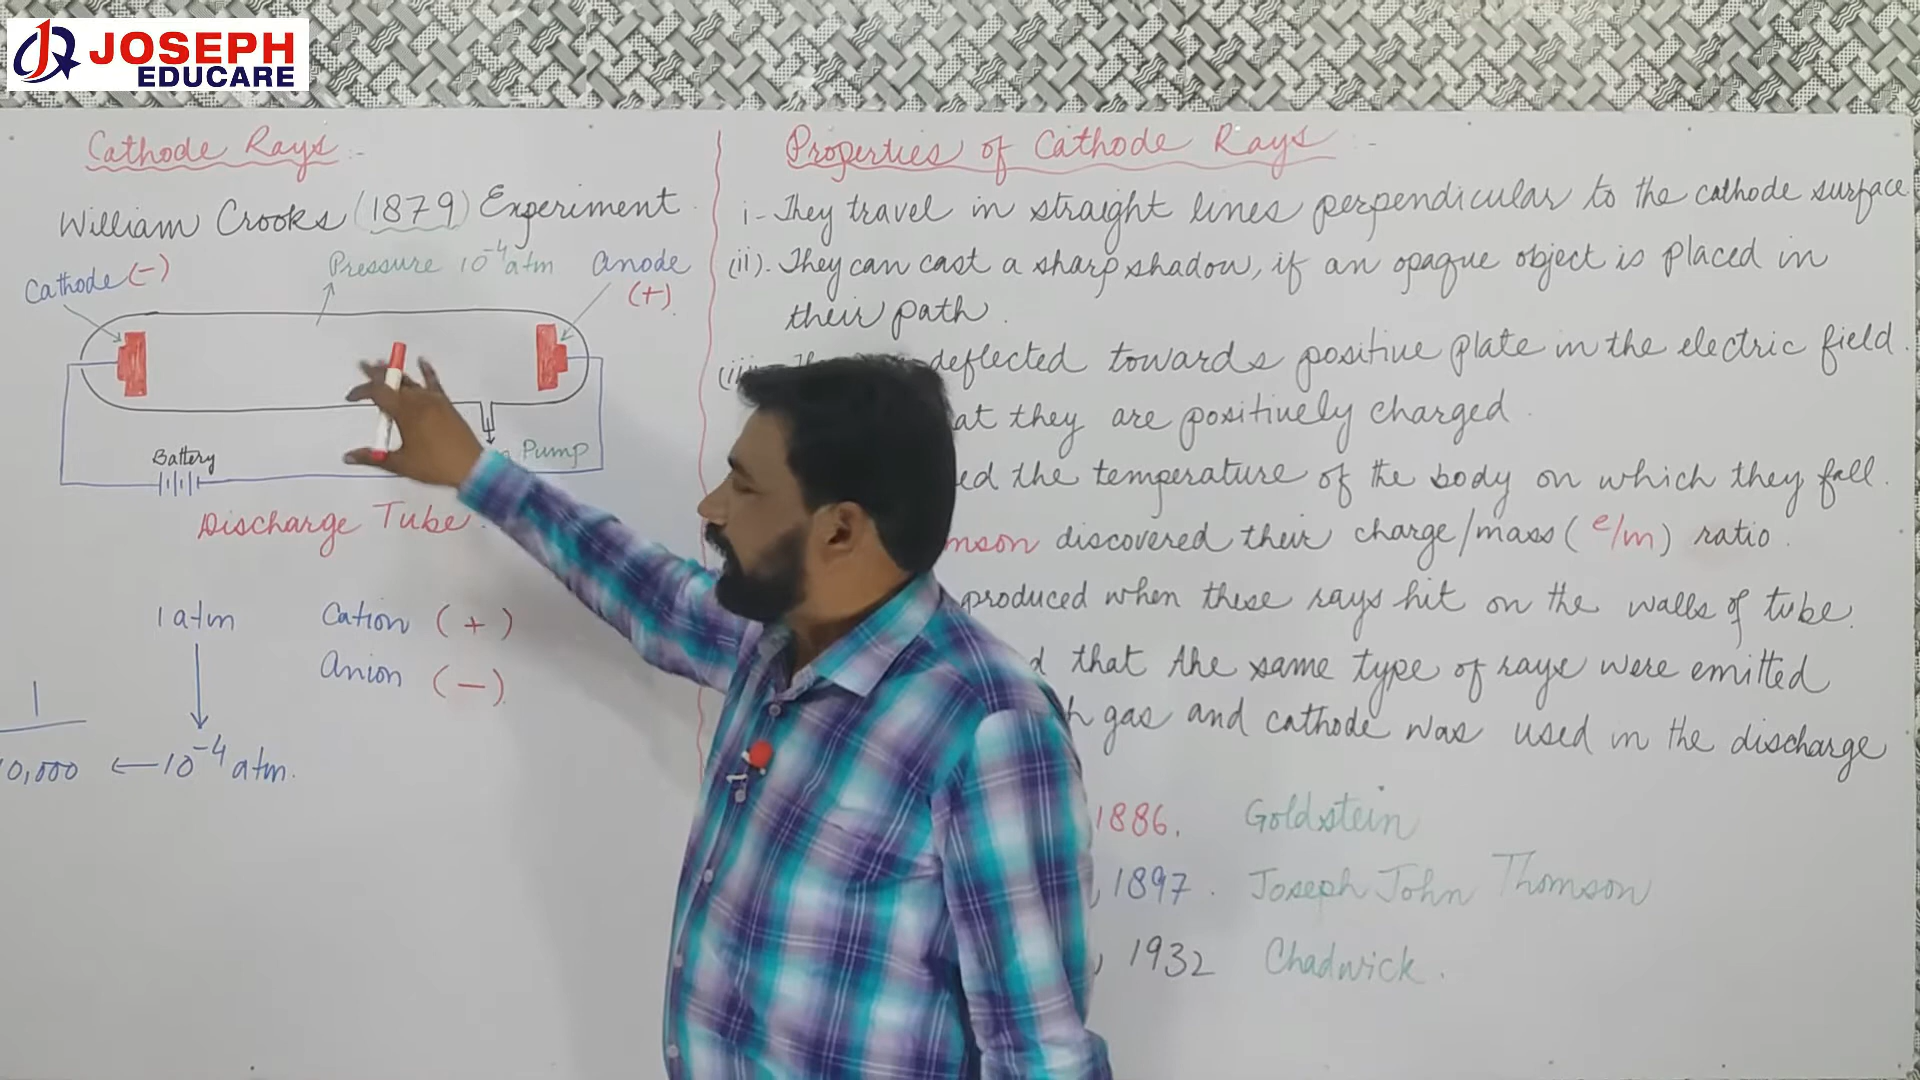 JOSEPH
EDUCARE
Cathode Rays :-
William Crooks (1879) Experiment
Pressure 10⁻⁴ atm
Cathode (-)
anode
(+)
Battery
Pump
Discharge Tube.
1 atm
Cation (+)
Anion (-)
1
10⁻⁴ atm.
0,000 ←
Properties of Cathode Rays :-
i- They travel in straight lines perpendicular to the cathode surface
(ii). They can cast a sharp shadow, if an opaque object is placed in
their path.
deflected towards positive plate in the electric field.
at they are positively charged.
ed the temperature of the body on which they fall.
mson discovered their charge/mass (e/m) ratio.
produced when these rays hit on the walls of tube.
d that the same type of rays were emitted
h gas and cathode was used in the discharge
1886. Goldstein
, 1897. Joseph John Thomson
, 1932 Chadwick.